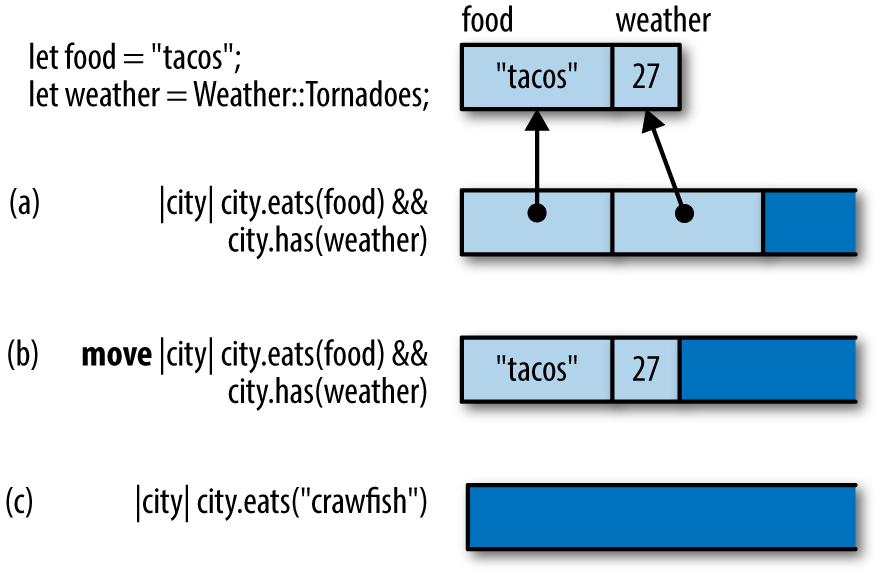 food weather
let food = "tacos";
let weather = Weather::Tornadoes;
"tacos" 27
(a) |city| city.eats(food) &&
city.has(weather)
(b) move |city| city.eats(food) &&
city.has(weather)
"tacos" 27
(c) |city| city.eats("crawfish")